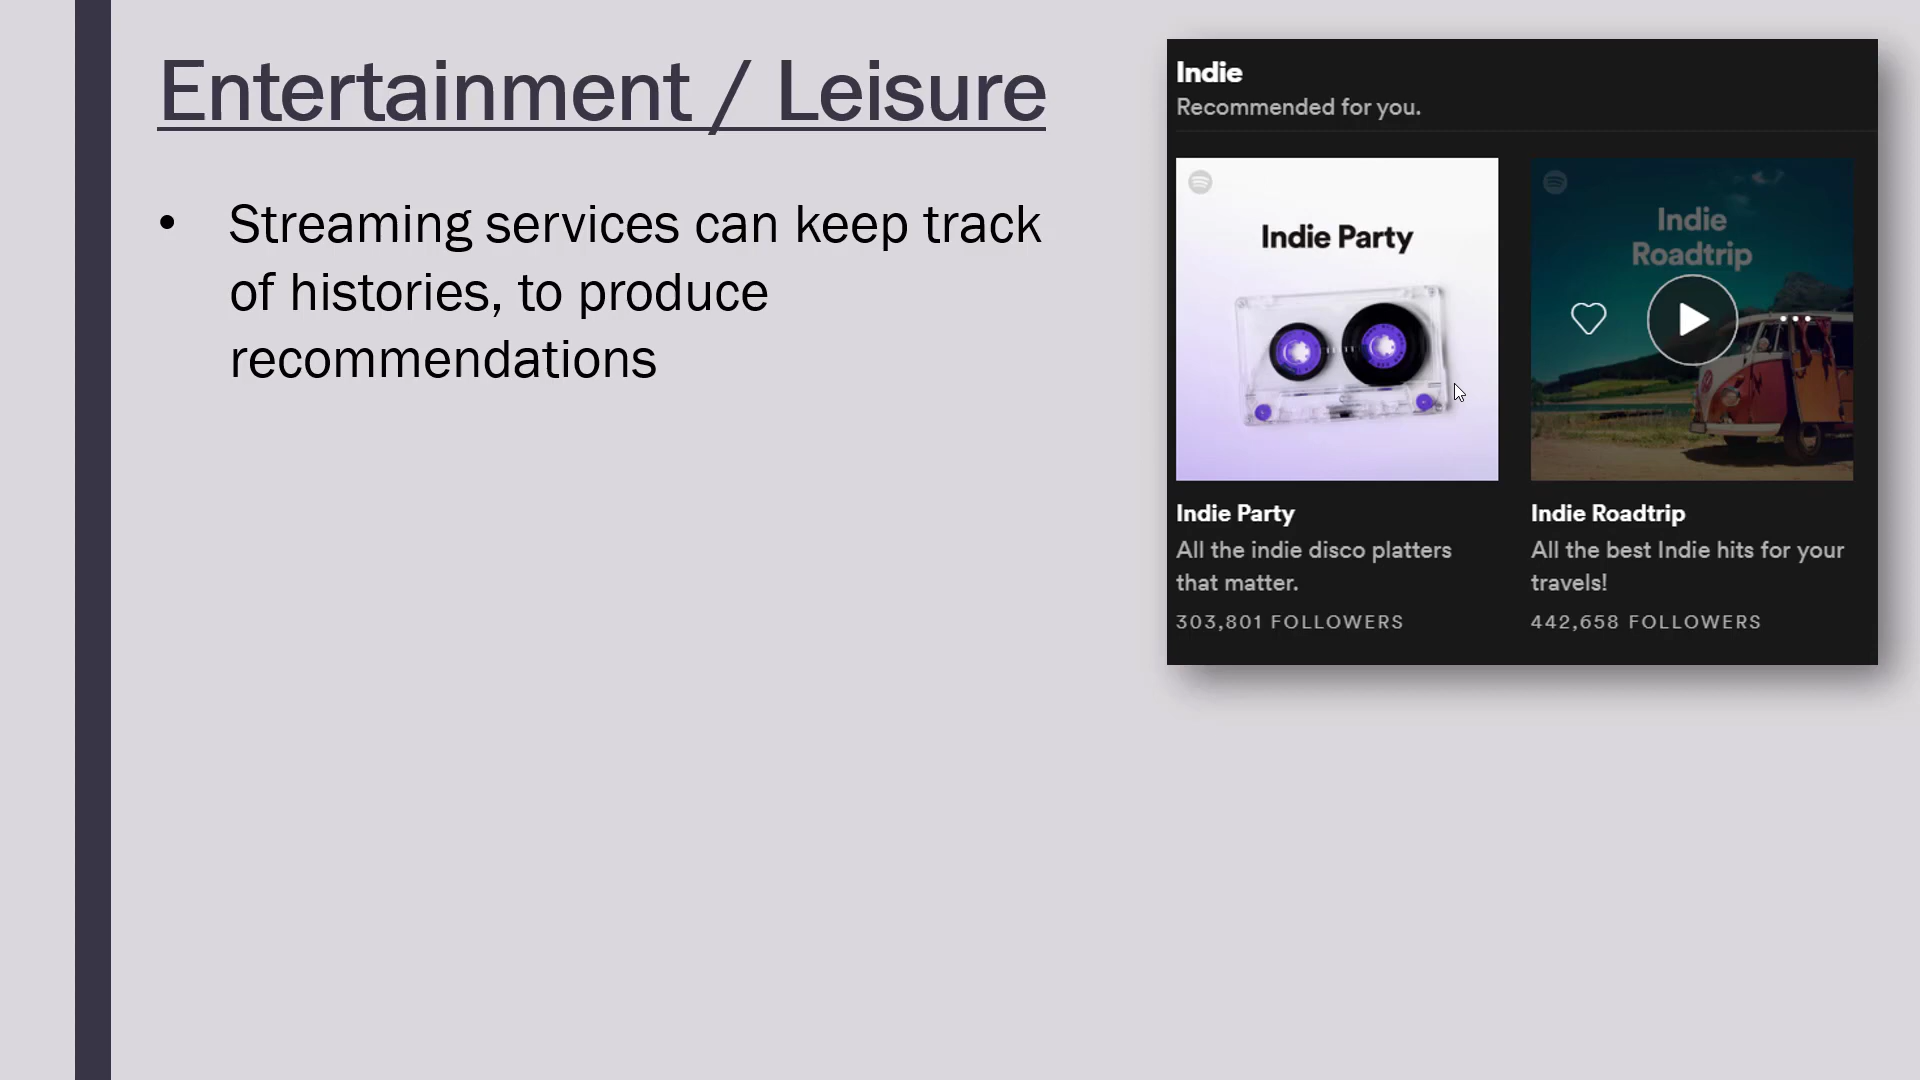 Entertainment / Leisure
• Streaming services can keep track
of histories, to produce
recommendations
Indie
Recommended for you.
Indie Party
Indie
Roadtrip
Indie Party
All the indie disco platters
that matter.
303,801 FOLLOWERS
Indie Roadtrip
All the best Indie hits for your
travels!
442,658 FOLLOWERS